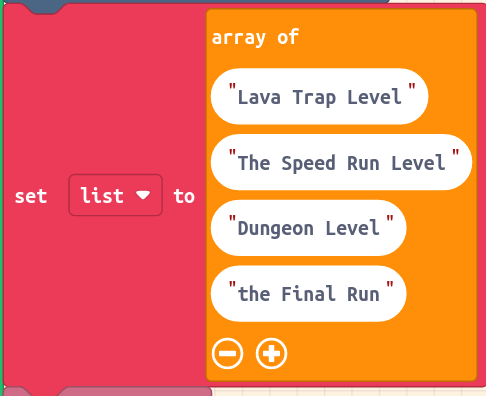 array of
"Lava Trap Level"
"The Speed Run Level"
set list to
"Dungeon Level"
"the Final Run"